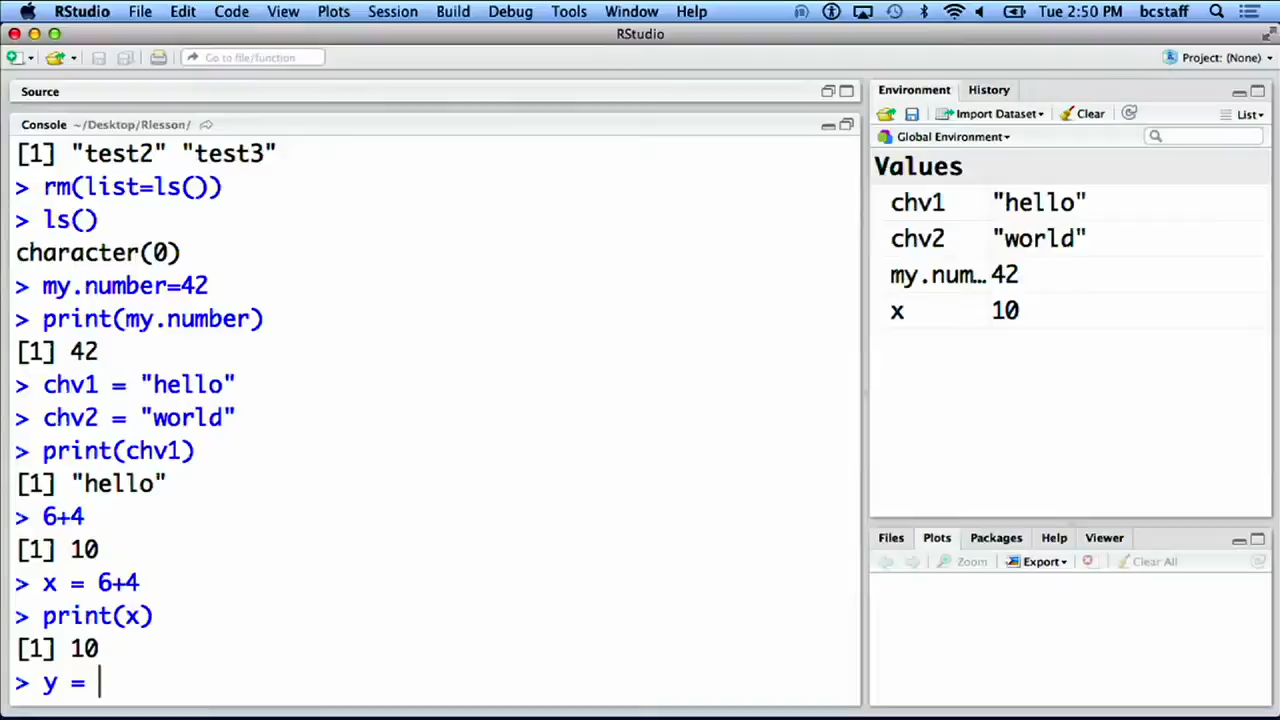 RStudio File Edit Code View Plots Session Build Debug Tools Window Help Tue 2:50 PM bcstaff
RStudio
Go to file/function Project: (None)
Source
Console ~/Desktop/Rlesson/
[1] "test2" "test3"
> rm(list=ls())
> ls()
character(0)
> my.number=42
> print(my.number)
[1] 42
> chv1 = "hello"
> chv2 = "world"
> print(chv1)
[1] "hello"
> 6+4
[1] 10
> x = 6+4
> print(x)
[1] 10
> y =
Environment History
Import Dataset Clear List
Global Environment
Values
chv1 "hello"
chv2 "world"
my.num… 42
x 10
Files Plots Packages Help Viewer
Zoom Export Clear All